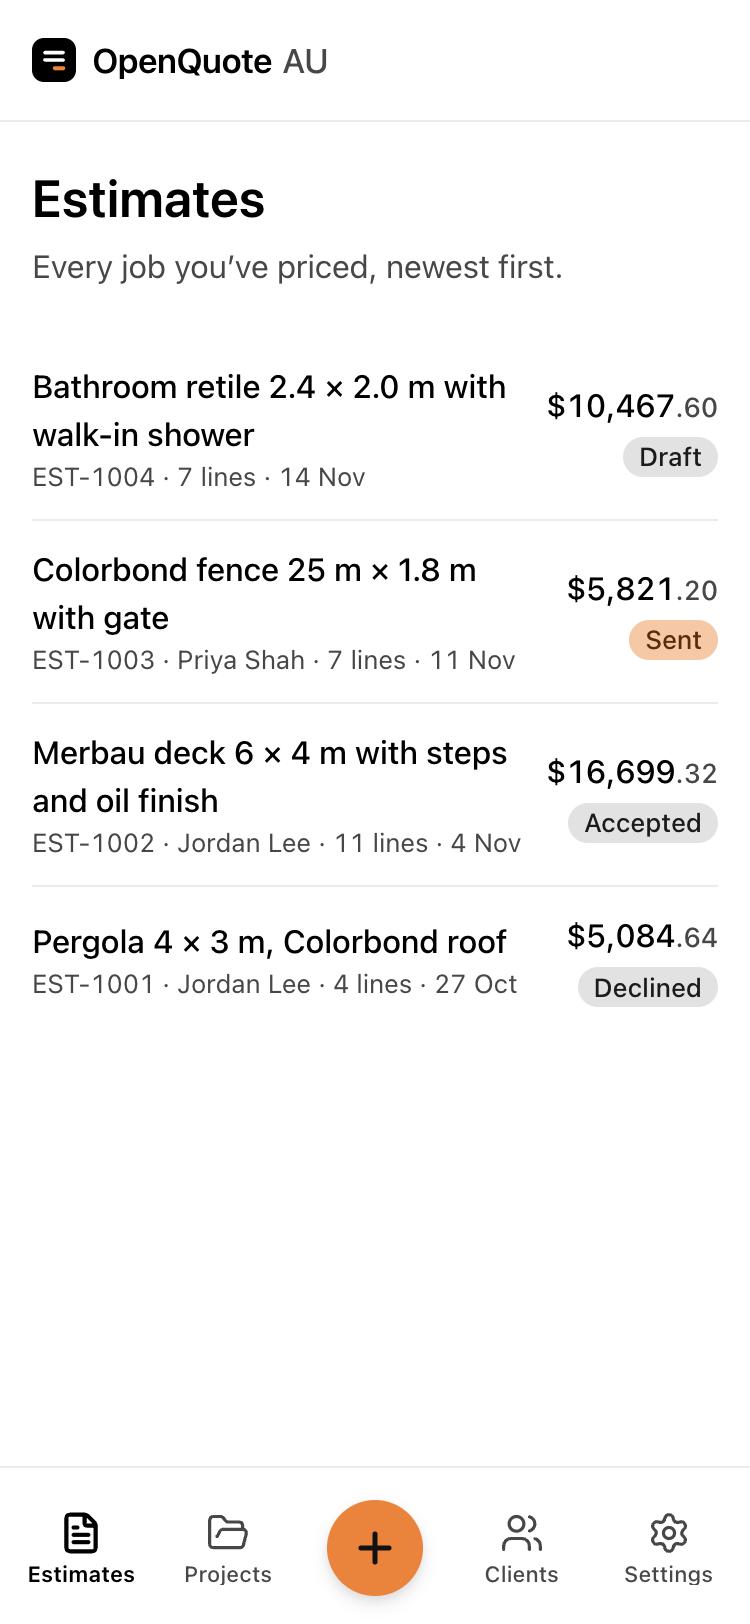 OpenQuote AU
Estimates
Every job you’ve priced, newest first.
Bathroom retile 2.4 × 2.0 m with
walk-in shower
EST-1004 · 7 lines · 14 Nov
$10,467.60
Draft
Colorbond fence 25 m × 1.8 m
with gate
EST-1003 · Priya Shah · 7 lines · 11 Nov
$5,821.20
Sent
Merbau deck 6 × 4 m with steps
and oil finish
EST-1002 · Jordan Lee · 11 lines · 4 Nov
$16,699.32
Accepted
Pergola 4 × 3 m, Colorbond roof
EST-1001 · Jordan Lee · 4 lines · 27 Oct
$5,084.64
Declined
Estimates
Projects
Clients
Settings